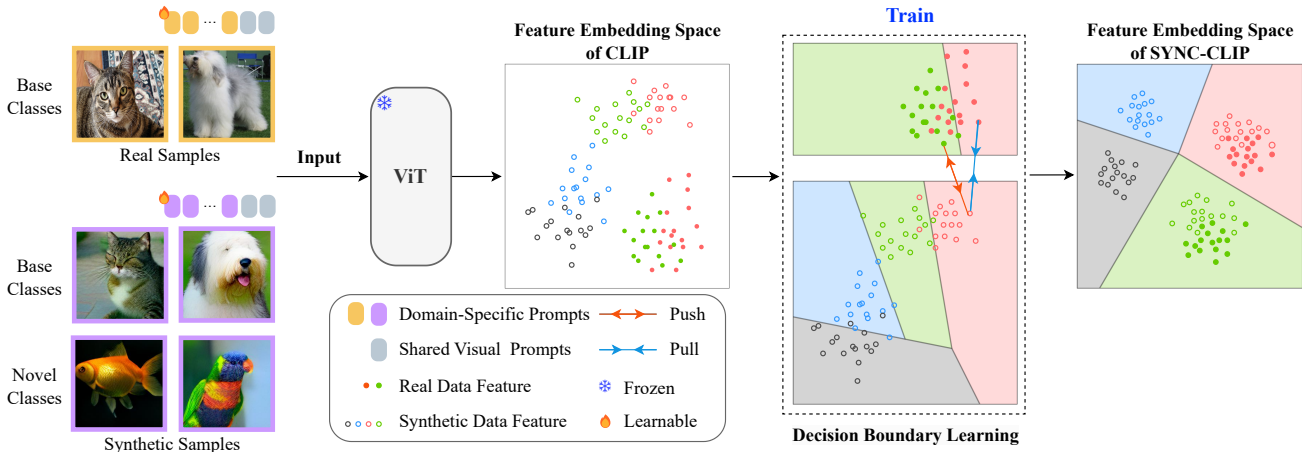 Base
Classes
Real Samples
Base
Classes
Novel
Classes
Synthetic Samples
Input
ViT
Feature Embedding Space
of CLIP
Domain-Specific Prompts
Push
Shared Visual Prompts
Pull
Real Data Feature
Frozen
Synthetic Data Feature
Learnable
Train
Decision Boundary Learning
Feature Embedding Space
of SYNC-CLIP